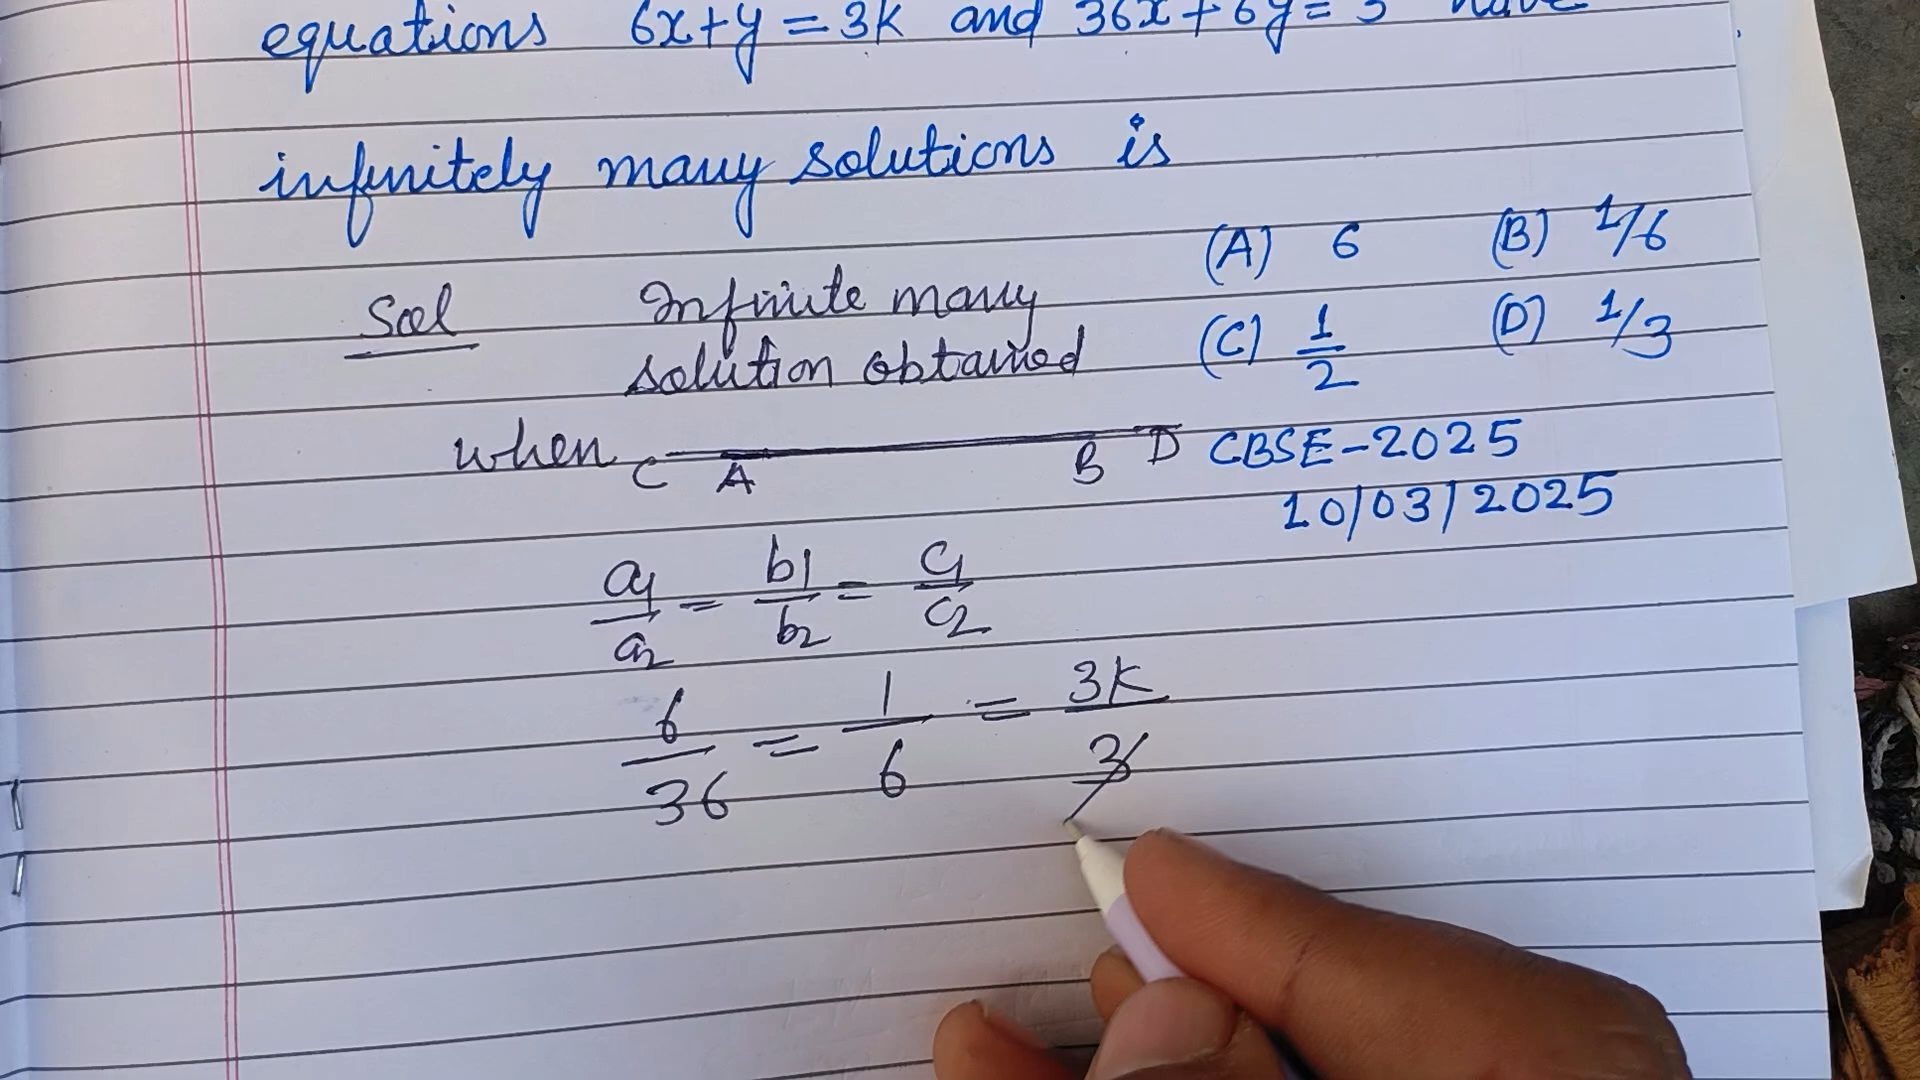 equations 6x+y=3k and 36x+6y=3 have
infinitely many solutions is
(A) 6 (B) 1/6
Sol Infinite many
(C) 1/2 (D) 1/3
solution obtained
when C A B D CBSE-2025
10/03/2025
a1/a2 = b1/b2 = c1/c2
6/36 = 1/6 = 3k/3